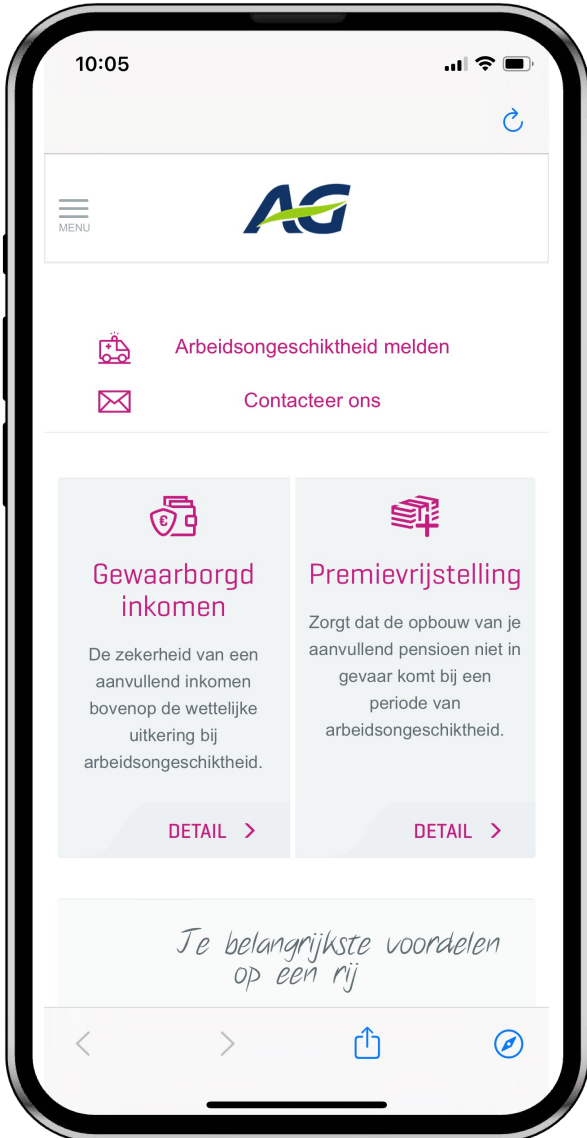 10:05
MENU
AG
Arbeidsongeschiktheid melden
Contacteer ons
€
Gewaarborgd
inkomen
De zekerheid van een
aanvullend inkomen
bovenop de wettelijke
uitkering bij
arbeidsongeschiktheid.
DETAIL >
Premievrijstelling
Zorgt dat de opbouw van je
aanvullend pensioen niet in
gevaar komt bij een
periode van
arbeidsongeschiktheid.
DETAIL >
Je belangrijkste voordelen
op een rij